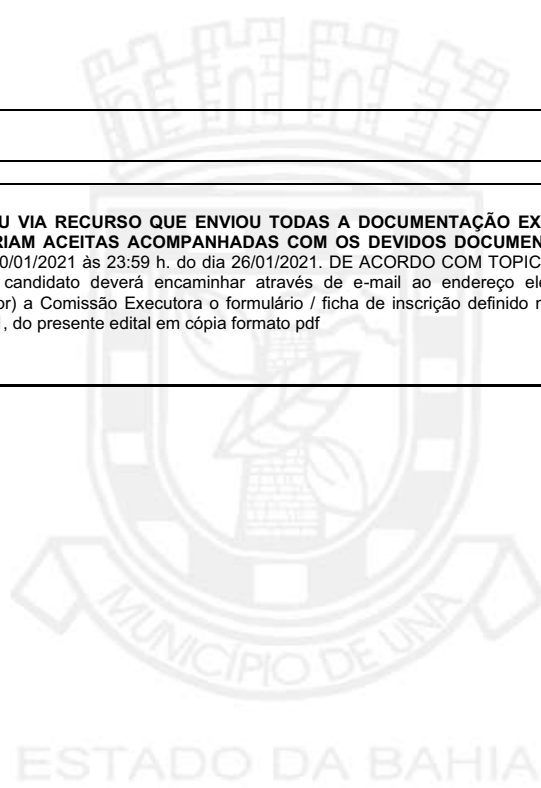 U VIA RECURSO QUE ENVIOU TODAS A DOCUMENTAÇÃO EX
RIAM ACEITAS ACOMPANHADAS COM OS DEVIDOS DOCUMEN
0/01/2021 às 23:59 h. do dia 26/01/2021. DE ACORDO COM TOPIC
candidato deverá encaminhar através de e-mail ao endereço ele
or) a Comissão Executora o formulário / ficha de inscrição definido n
, do presente edital em cópia formato pdf
MUNICÍPIO DE UNA
ESTADO DA BAHIA